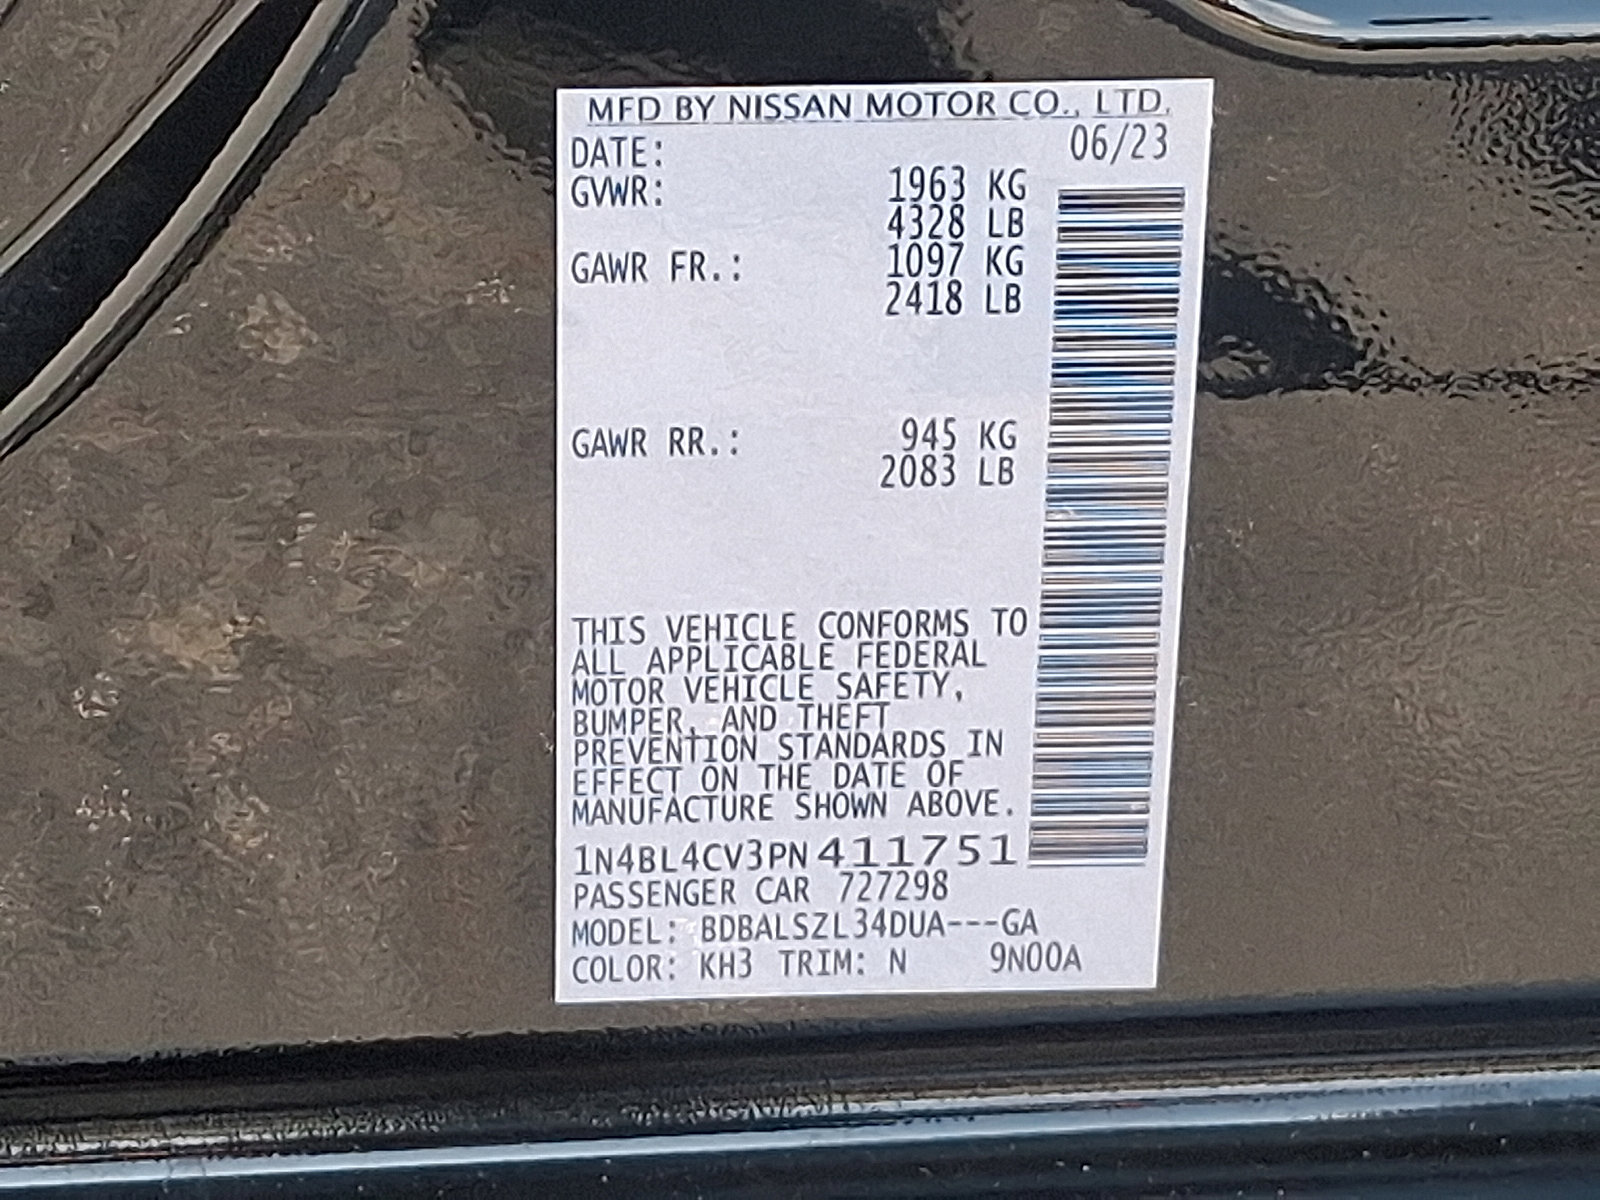 MFD BY NISSAN MOTOR CO., LTD.
DATE: 06/23
GVWR: 1963 KG
4328 LB
GAWR FR.: 1097 KG
2418 LB
GAWR RR.: 945 KG
2083 LB
THIS VEHICLE CONFORMS TO
ALL APPLICABLE FEDERAL
MOTOR VEHICLE SAFETY,
BUMPER, AND THEFT
PREVENTION STANDARDS IN
EFFECT ON THE DATE OF
MANUFACTURE SHOWN ABOVE.
1N4BL4CV3PN411751
PASSENGER CAR 727298
MODEL: BDBALSZL34DUA---GA
COLOR: KH3 TRIM: N 9N00A